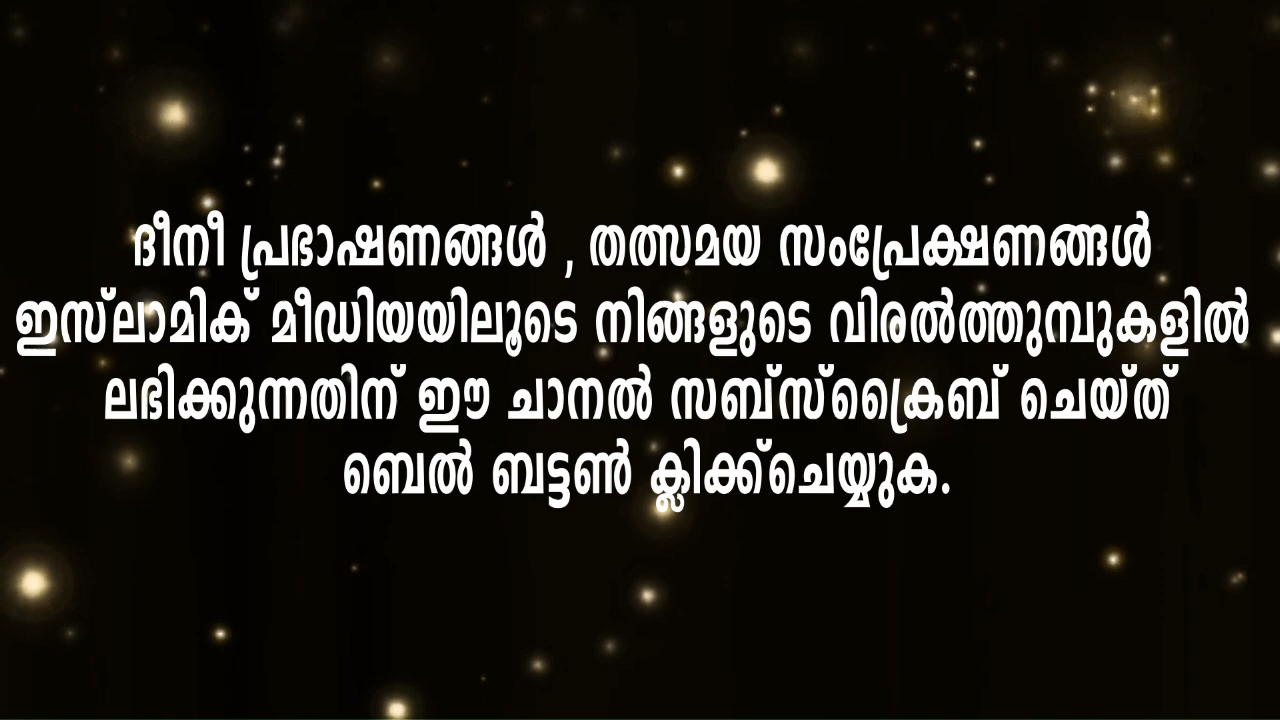 ദീനീ പ്രഭാഷണങ്ങൾ , തത്സമയ സംപ്രേക്ഷണങ്ങൾ
ഇസ്‌ലാമിക് മീഡിയയിലൂടെ നിങ്ങളുടെ വിരൽത്തുമ്പുകളിൽ
ലഭിക്കുന്നതിന് ഈ ചാനൽ സബ്സ്ക്രൈബ് ചെയ്ത്
ബെൽ ബട്ടൺ ക്ലിക്ക്ചെയ്യുക.